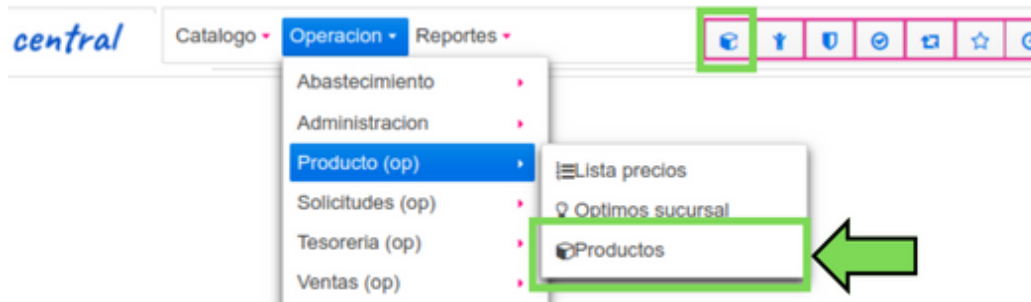 central
Catalogo Operacion Reportes
Abastecimiento
Administracion
Producto (op)
Lista precios
Solicitudes (op)
Optimos sucursal
Tesoreria (op)
Productos
Ventas (op)